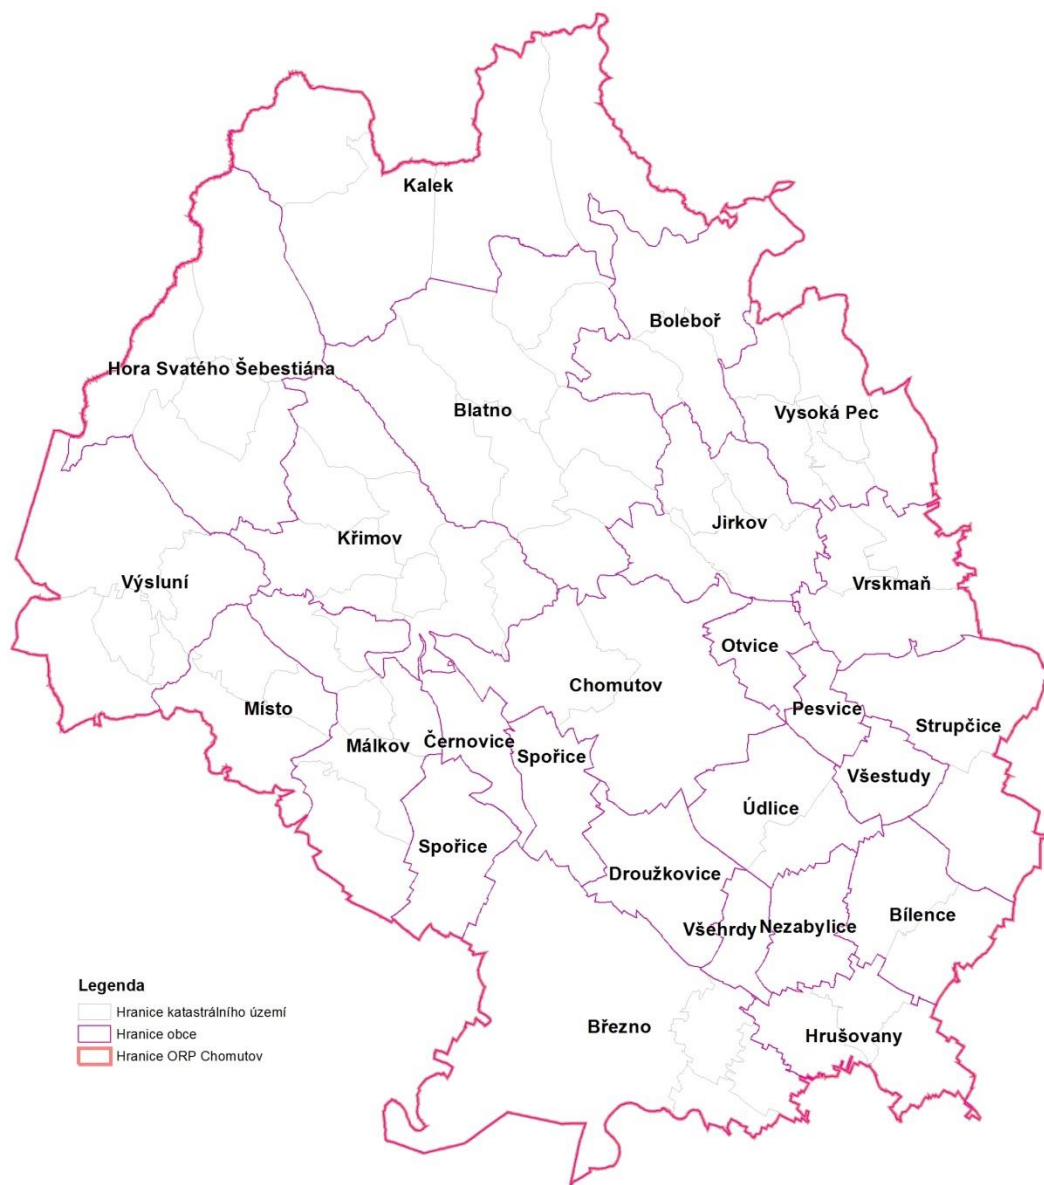 Kalek
Boleboř
Hora Svatého Šebestiána
Blatno
Vysoká Pec
Jirkov
Křimov
Výsluní
Vrskmaň
Otvice
Chomutov
Místo
Pesvice
Strupčice
Málkov
Černovice
Spořice
Všestudy
Údlice
Spořice
Droužkovice
Bílence
Všehrdy
Nezabylice
Březno
Hrušovany
Legenda
Hranice katastrálního území
Hranice obce
Hranice ORP Chomutov